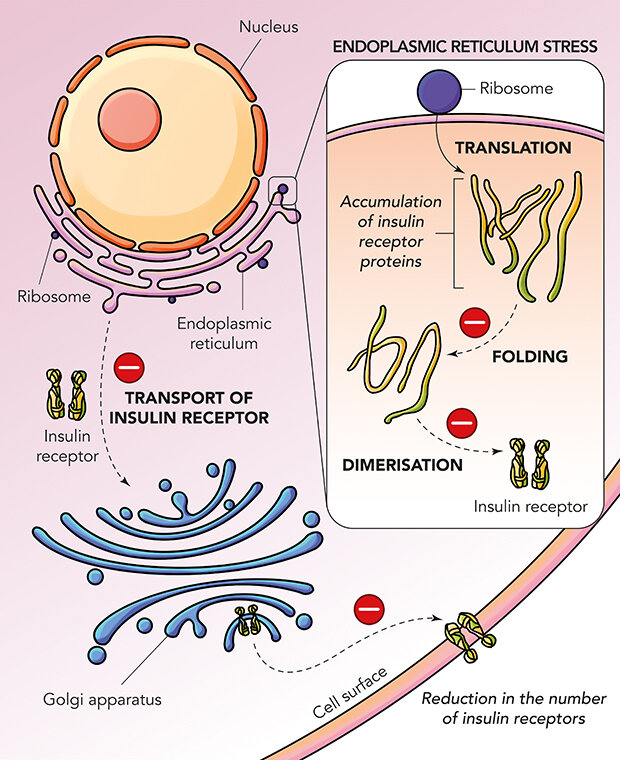 Nucleus
ENDOPLASMIC RETICULUM STRESS
Ribosome
TRANSLATION
Accumulation
of insulin
receptor
proteins
FOLDING
DIMERISATION
Insulin receptor
Ribosome
Endoplasmic
reticulum
TRANSPORT OF
INSULIN RECEPTOR
Insulin
receptor
Golgi apparatus
Cell surface
Reduction in the number
of insulin receptors